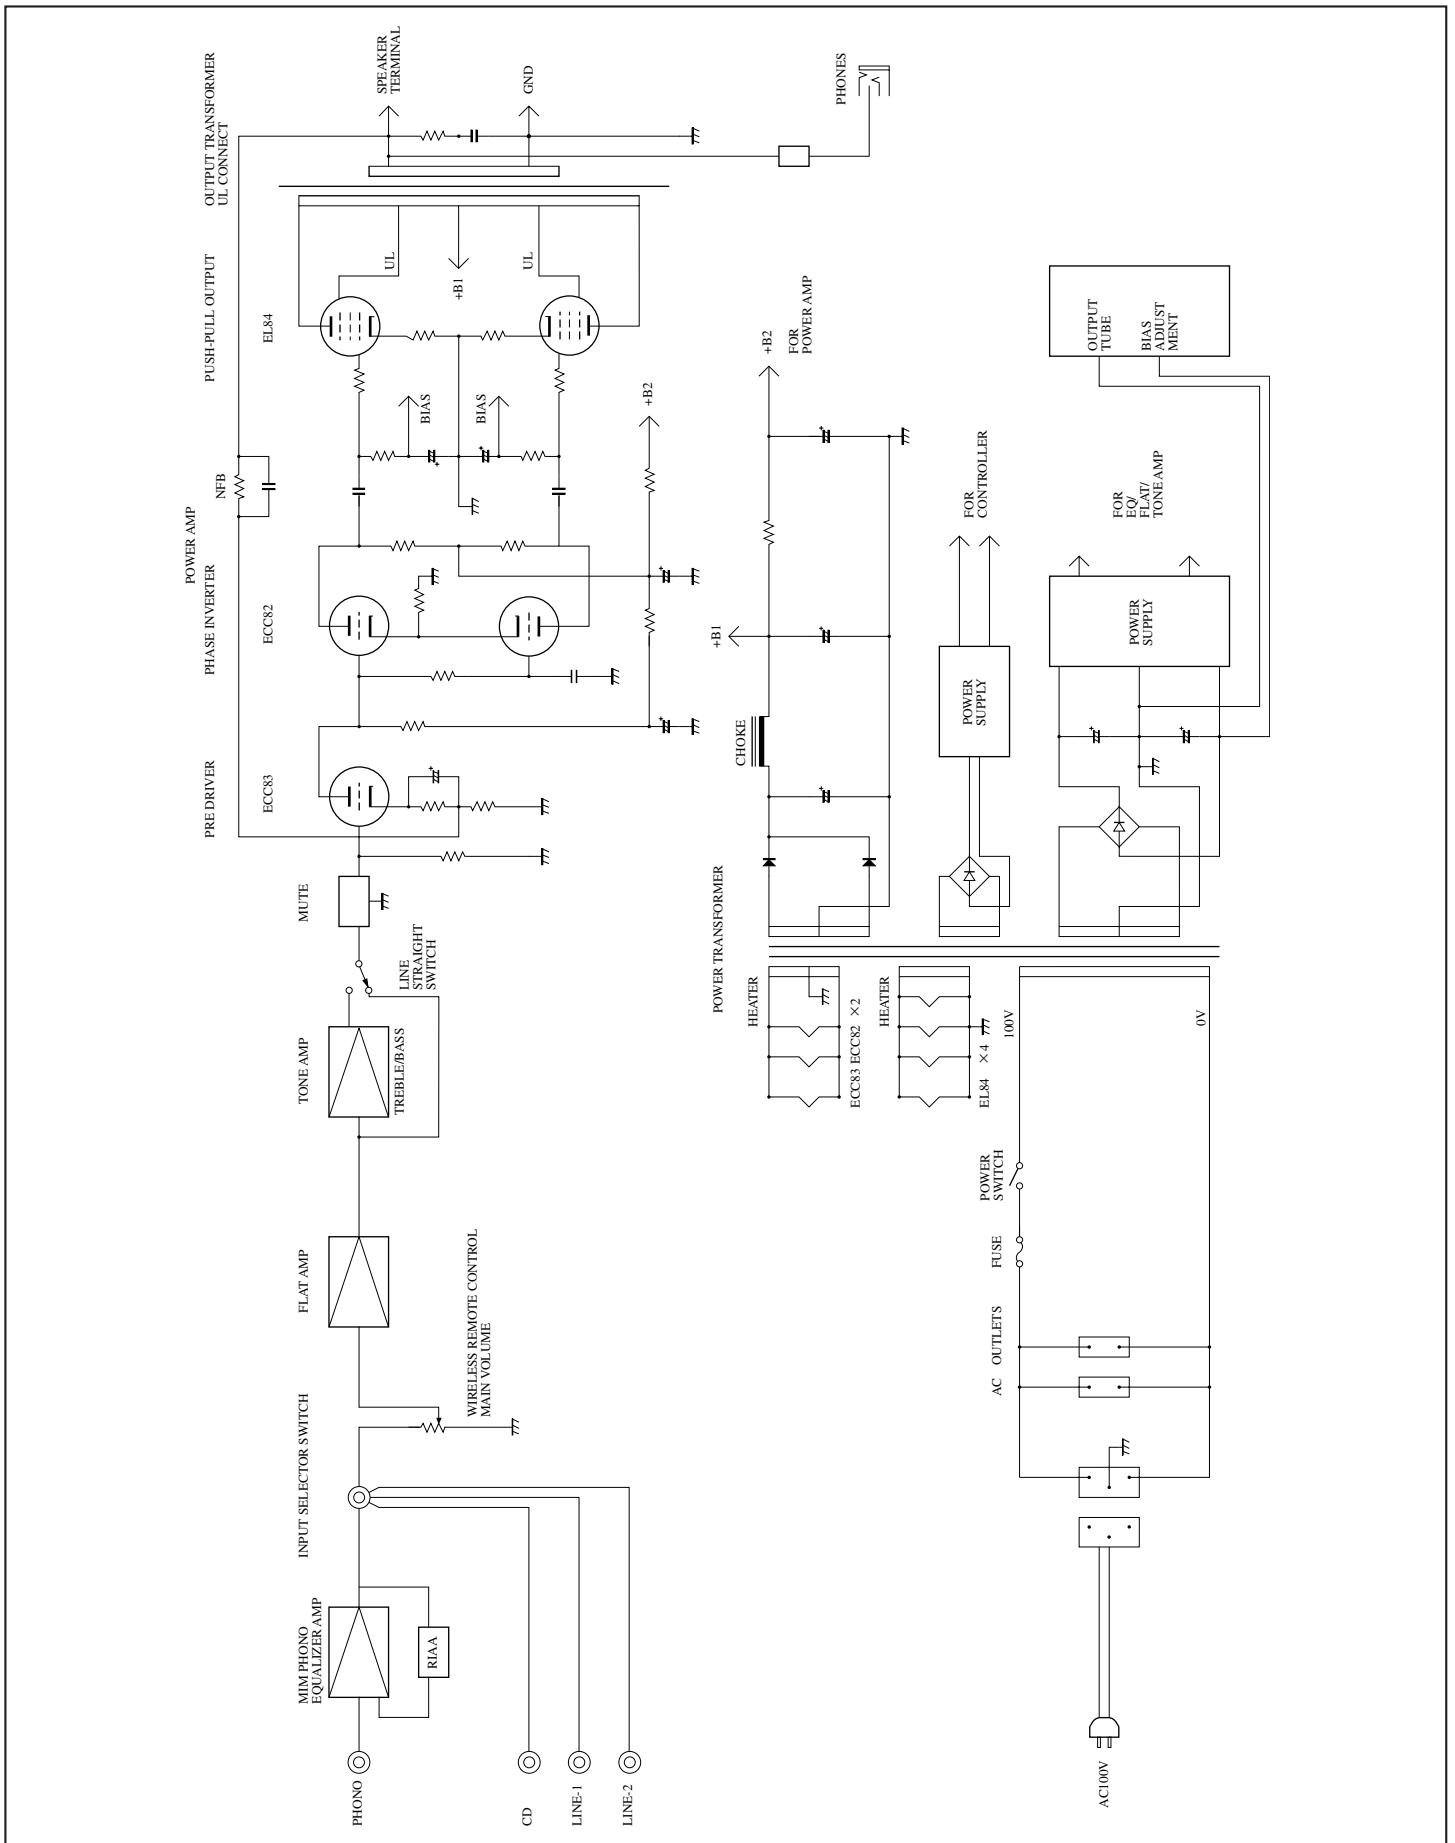 PHONO
CD
LINE-1
LINE-2
MIM PHONO
EQUALIZER AMP
RIAA
INPUT SELECTOR SWITCH
WIRELESS REMOTE CONTROL
MAIN VOLUME
FLAT AMP
TONE AMP
TREBLE/BASS
LINE
STRAIGHT
SWITCH
MUTE
PRE DRIVER
ECC83
PHASE INVERTER
ECC82
POWER AMP
NFB
PUSH-PULL OUTPUT
EL84
BIAS
BIAS
+B2
UL
+B1
UL
OUTPUT TRANSFORMER
UL CONNECT
SPEAKER
TERMINAL
GND
PHONES
AC100V
AC OUTLETS
FUSE
POWER
SWITCH
100V
0V
POWER TRANSFORMER
HEATER
ECC83 ECC82 ×2
HEATER
EL84 ×4
CHOKE
+B1
+B2
FOR
POWER AMP
POWER
SUPPLY
FOR
CONTROLLER
POWER
SUPPLY
FOR
EQ/
FLAT/
TONE AMP
OUTPUT
TUBE
BIAS
ADJUST
MENT